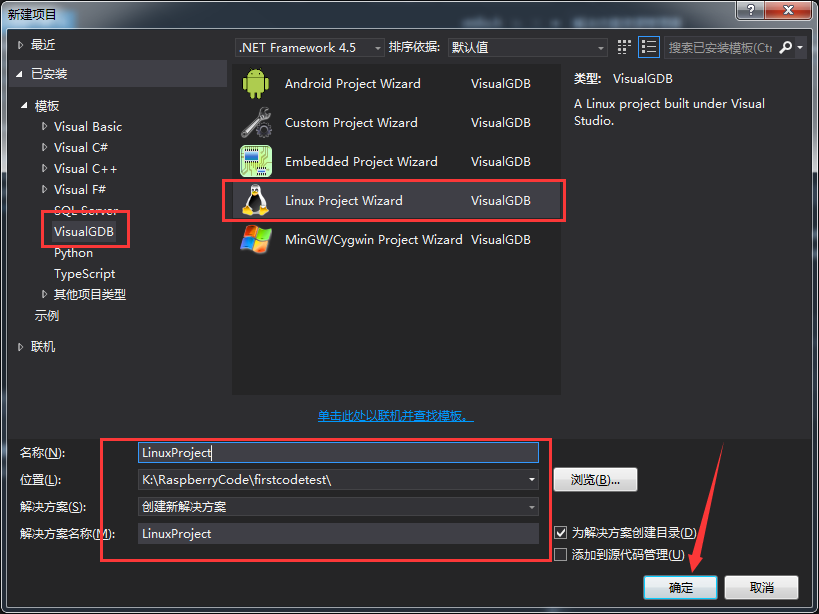 新建项目
最近
.NET Framework 4.5 排序依据: 默认值 搜索已安装模板(Ctr
已安装
模板
Visual Basic
Visual C#
Visual C++
Visual F#
SQL Server
VisualGDB
Python
TypeScript
其他项目类型
示例
联机
Android Project Wizard VisualGDB
Custom Project Wizard VisualGDB
Embedded Project Wizard VisualGDB
Linux Project Wizard VisualGDB
MinGW/Cygwin Project Wizard VisualGDB
类型: VisualGDB
A Linux project built under Visual
Studio.
单击此处以联机并查找模板。
名称(N): LinuxProject
位置(L): K:\RaspberryCode\firstcodetest\ 浏览(B)...
解决方案(S): 创建新解决方案
解决方案名称(M): LinuxProject
为解决方案创建目录(D)
添加到源代码管理(U)
确定 取消